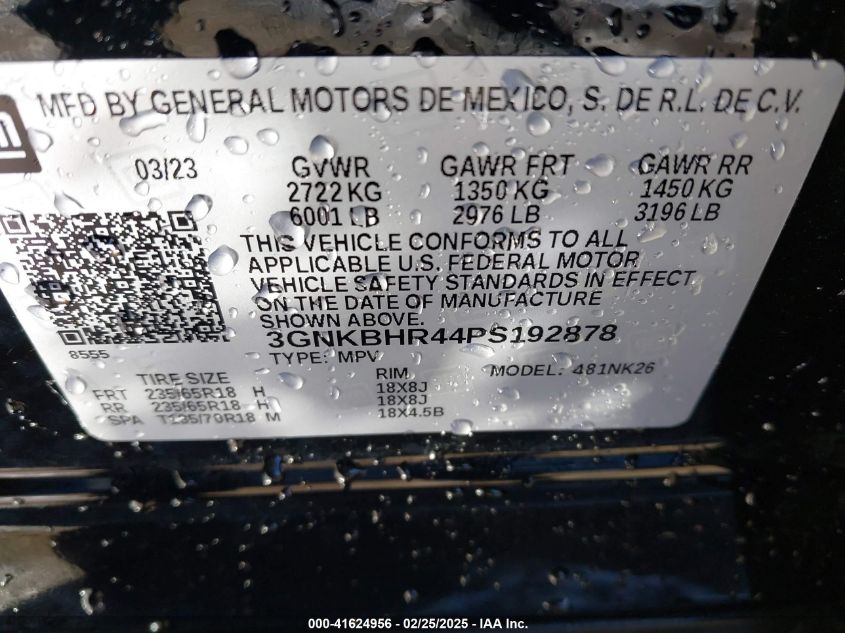 gm
MFD BY GENERAL MOTORS DE MEXICO, S. DE R.L. DE C.V.
03/23 GVWR GAWR FRT GAWR RR
2722 KG 1350 KG 1450 KG
6001 LB 2976 LB 3196 LB
THIS VEHICLE CONFORMS TO ALL
APPLICABLE U.S. FEDERAL MOTOR
VEHICLE SAFETY STANDARDS IN EFFECT
ON THE DATE OF MANUFACTURE
SHOWN ABOVE.
3GNKBHR44PS192878
8555
TYPE: MPV MODEL: 481NK26
TIRE SIZE RIM
FRT 235/65R18 H 18X8J
RR 235/65R18 H 18X8J
SPA T135/70R18 M 18X4.5B
000-41624956 - 02/25/2025 - IAA Inc.